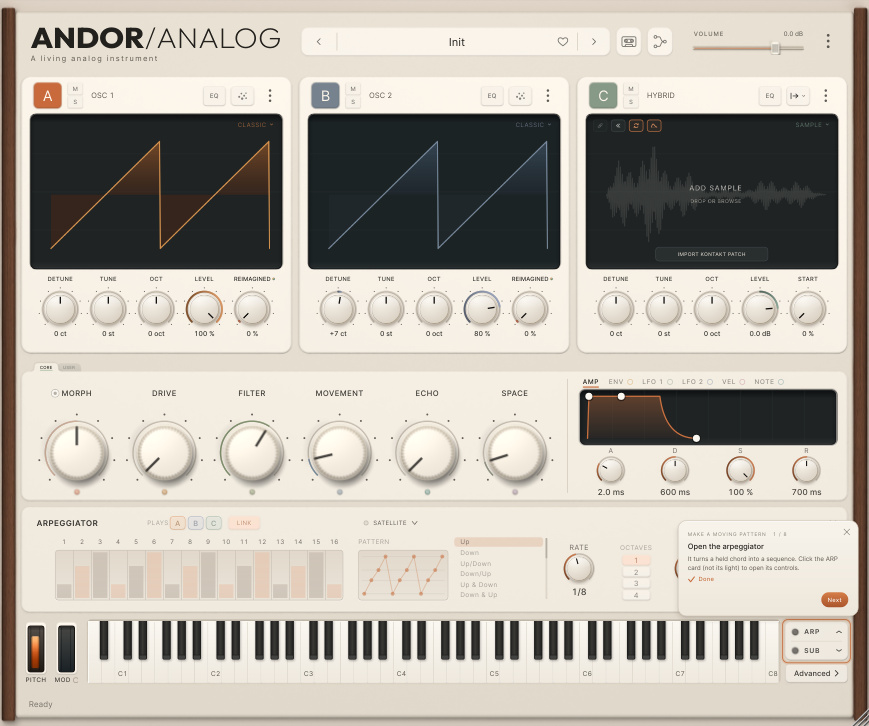 ANDOR/ANALOG
A living analog instrument
Init
VOLUME 0.0 dB
A M S OSC 1 EQ
CLASSIC
DETUNE TUNE OCT LEVEL REIMAGINED
0 ct 0 st 0 oct 100 % 0 %
B M S OSC 2 EQ
CLASSIC
DETUNE TUNE OCT LEVEL REIMAGINED
+7 ct 0 st 0 oct 80 % 0 %
C M S HYBRID EQ
SAMPLE
ADD SAMPLE
DROP OR BROWSE
IMPORT KONTAKT PATCH
DETUNE TUNE OCT LEVEL START
0 ct 0 st 0 oct 0.0 dB 0 %
CORE USER
MORPH DRIVE FILTER MOVEMENT ECHO SPACE
AMP ENV LFO 1 LFO 2 VEL NOTE
A D S R
2.0 ms 600 ms 100 % 700 ms
ARPEGGIATOR PLAYS A B C LINK SATELLITE
1 2 3 4 5 6 7 8 9 10 11 12 13 14 15 16
PATTERN
Up
Down
Up/Down
Down/Up
Up & Down
Down & Up
RATE
1/8
OCTAVES
1
2
3
4
MAKE A MOVING PATTERN 1 / 8
Open the arpeggiator
It turns a held chord into a sequence. Click the ARP
card (not its light) to open its controls.
Done
Next
PITCH MOD
C1 C2 C3 C4 C5 C6 C7 C8
ARP
SUB
Advanced
Ready